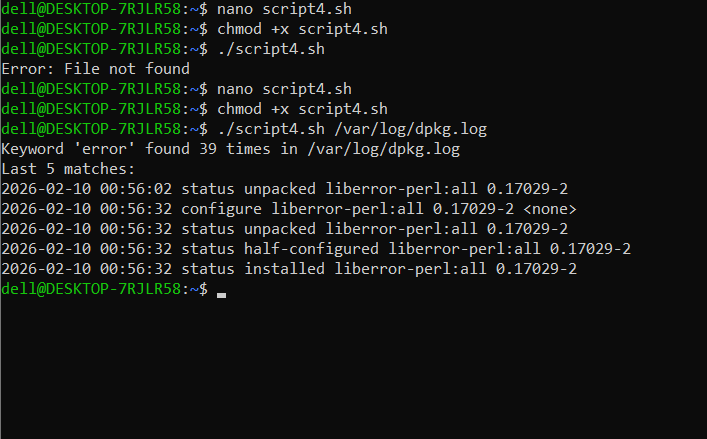 dell@DESKTOP-7RJLR58:~$ nano script4.sh
dell@DESKTOP-7RJLR58:~$ chmod +x script4.sh
dell@DESKTOP-7RJLR58:~$ ./script4.sh
Error: File not found
dell@DESKTOP-7RJLR58:~$ nano script4.sh
dell@DESKTOP-7RJLR58:~$ chmod +x script4.sh
dell@DESKTOP-7RJLR58:~$ ./script4.sh /var/log/dpkg.log
Keyword 'error' found 39 times in /var/log/dpkg.log
Last 5 matches:
2026-02-10 00:56:02 status unpacked liberror-perl:all 0.17029-2
2026-02-10 00:56:32 configure liberror-perl:all 0.17029-2 <none>
2026-02-10 00:56:32 status unpacked liberror-perl:all 0.17029-2
2026-02-10 00:56:32 status half-configured liberror-perl:all 0.17029-2
2026-02-10 00:56:32 status installed liberror-perl:all 0.17029-2
dell@DESKTOP-7RJLR58:~$